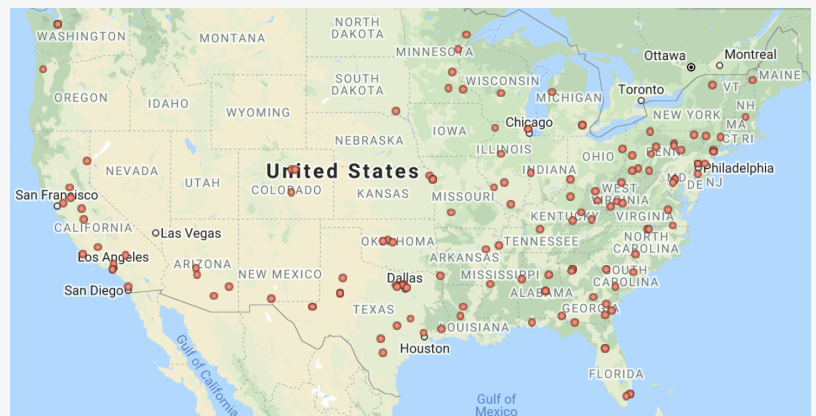 WASHINGTON
MONTANA
NORTH
DAKOTA
MINNESOTA
Ottawa
Montreal
MAINE
OREGON
IDAHO
SOUTH
DAKOTA
WISCONSIN
MICHIGAN
Toronto
VT
NH
WYOMING
NEW YORK
MA
CT RI
NEBRASKA
IOWA
Chicago
ILLINOIS
INDIANA
OHIO
PENN
Philadelphia
NEVADA
UTAH
United States
COLORADO
KANSAS
MISSOURI
WEST
VIRGINIA
MD
DE
NJ
San Francisco
CALIFORNIA
Las Vegas
KENTUCKY
VIRGINIA
Los Angeles
ARIZONA
NEW MEXICO
OKLAHOMA
ARKANSAS
TENNESSEE
NORTH
CAROLINA
San Diego
Dallas
MISSISSIPPI
ALABAMA
SOUTH
CAROLINA
TEXAS
LOUISIANA
GEORGIA
Houston
Gulf of
California
FLORIDA
Gulf of
Mexico